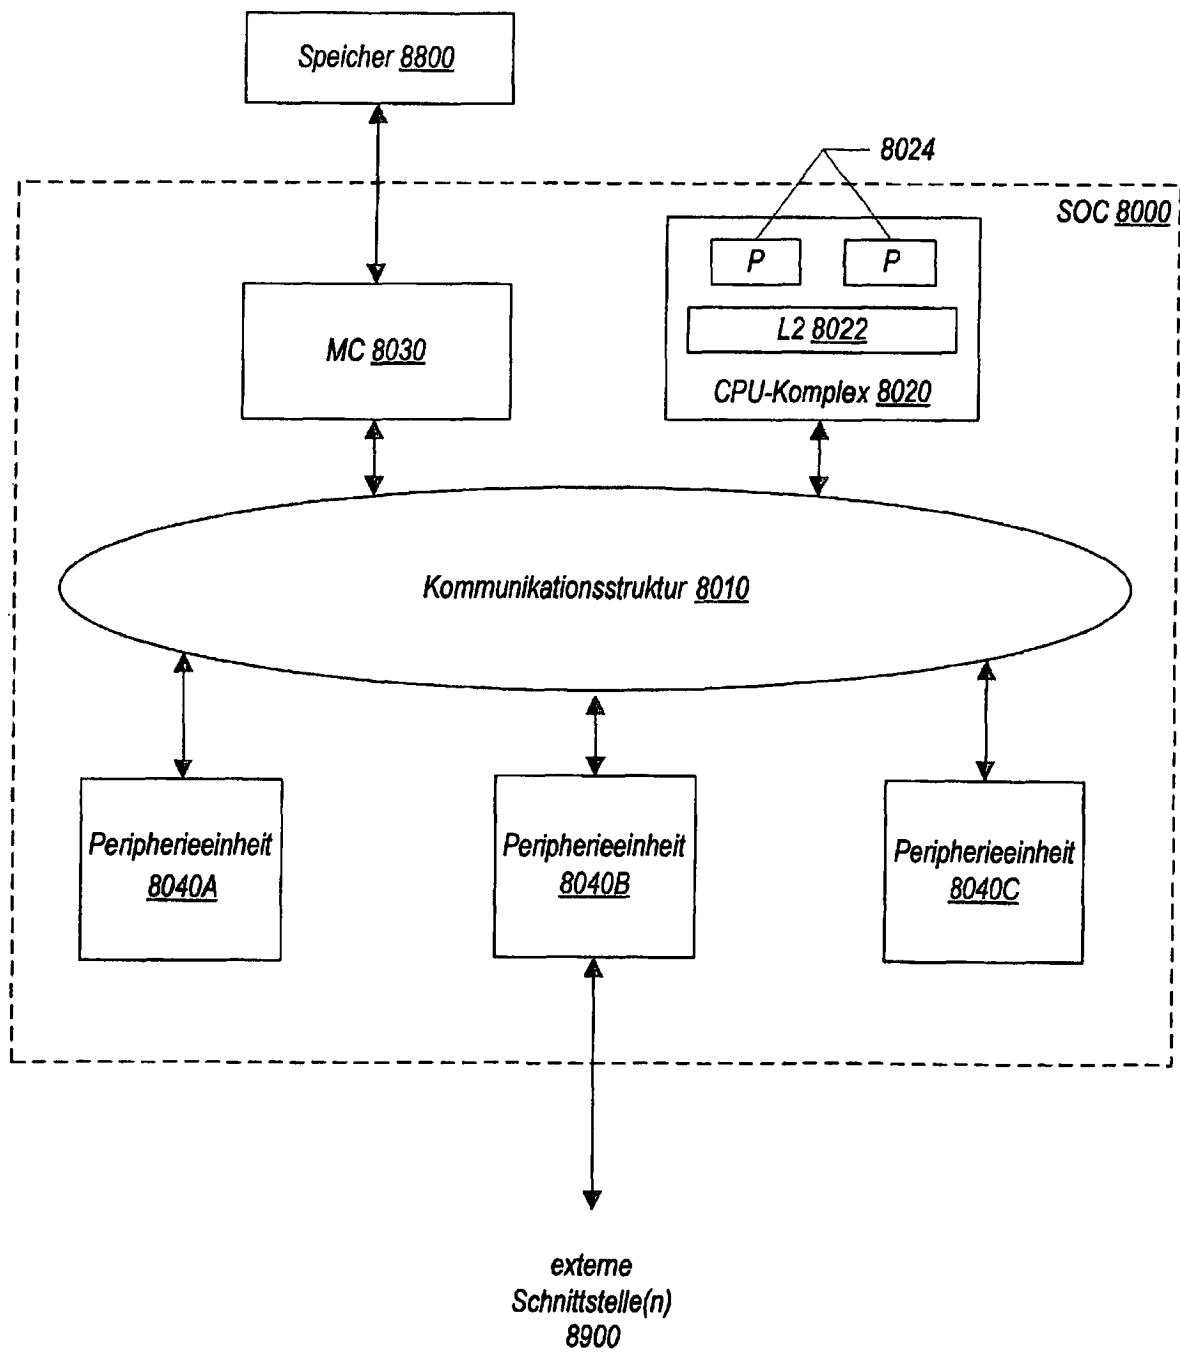 Speicher 8800
8024
SOC 8000
P
P
MC 8030
L2 8022
CPU-Komplex 8020
Kommunikationsstruktur 8010
Peripherieeinheit
8040A
Peripherieeinheit
8040B
Peripherieeinheit
8040C
externe
Schnittstelle(n)
8900